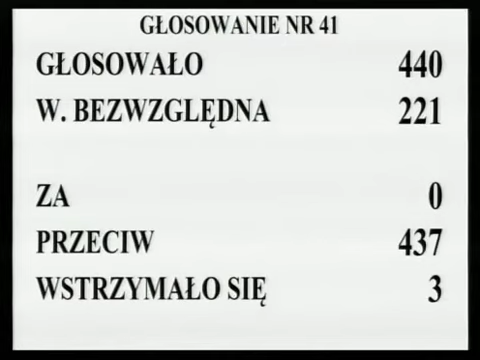 GŁOSOWANIE NR 41
GŁOSOWAŁO 440
W. BEZWZGLĘDNA 221
ZA 0
PRZECIW 437
WSTRZYMAŁO SIĘ 3